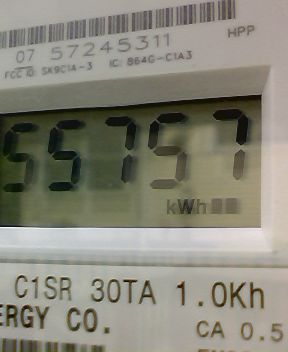 07 57245311
HPP
FCC ID: SK9C1A-3 IC: 864G-C1A3
55757
kWh
C1SR 30TA 1.0Kh
ERGY CO.
CA 0.5